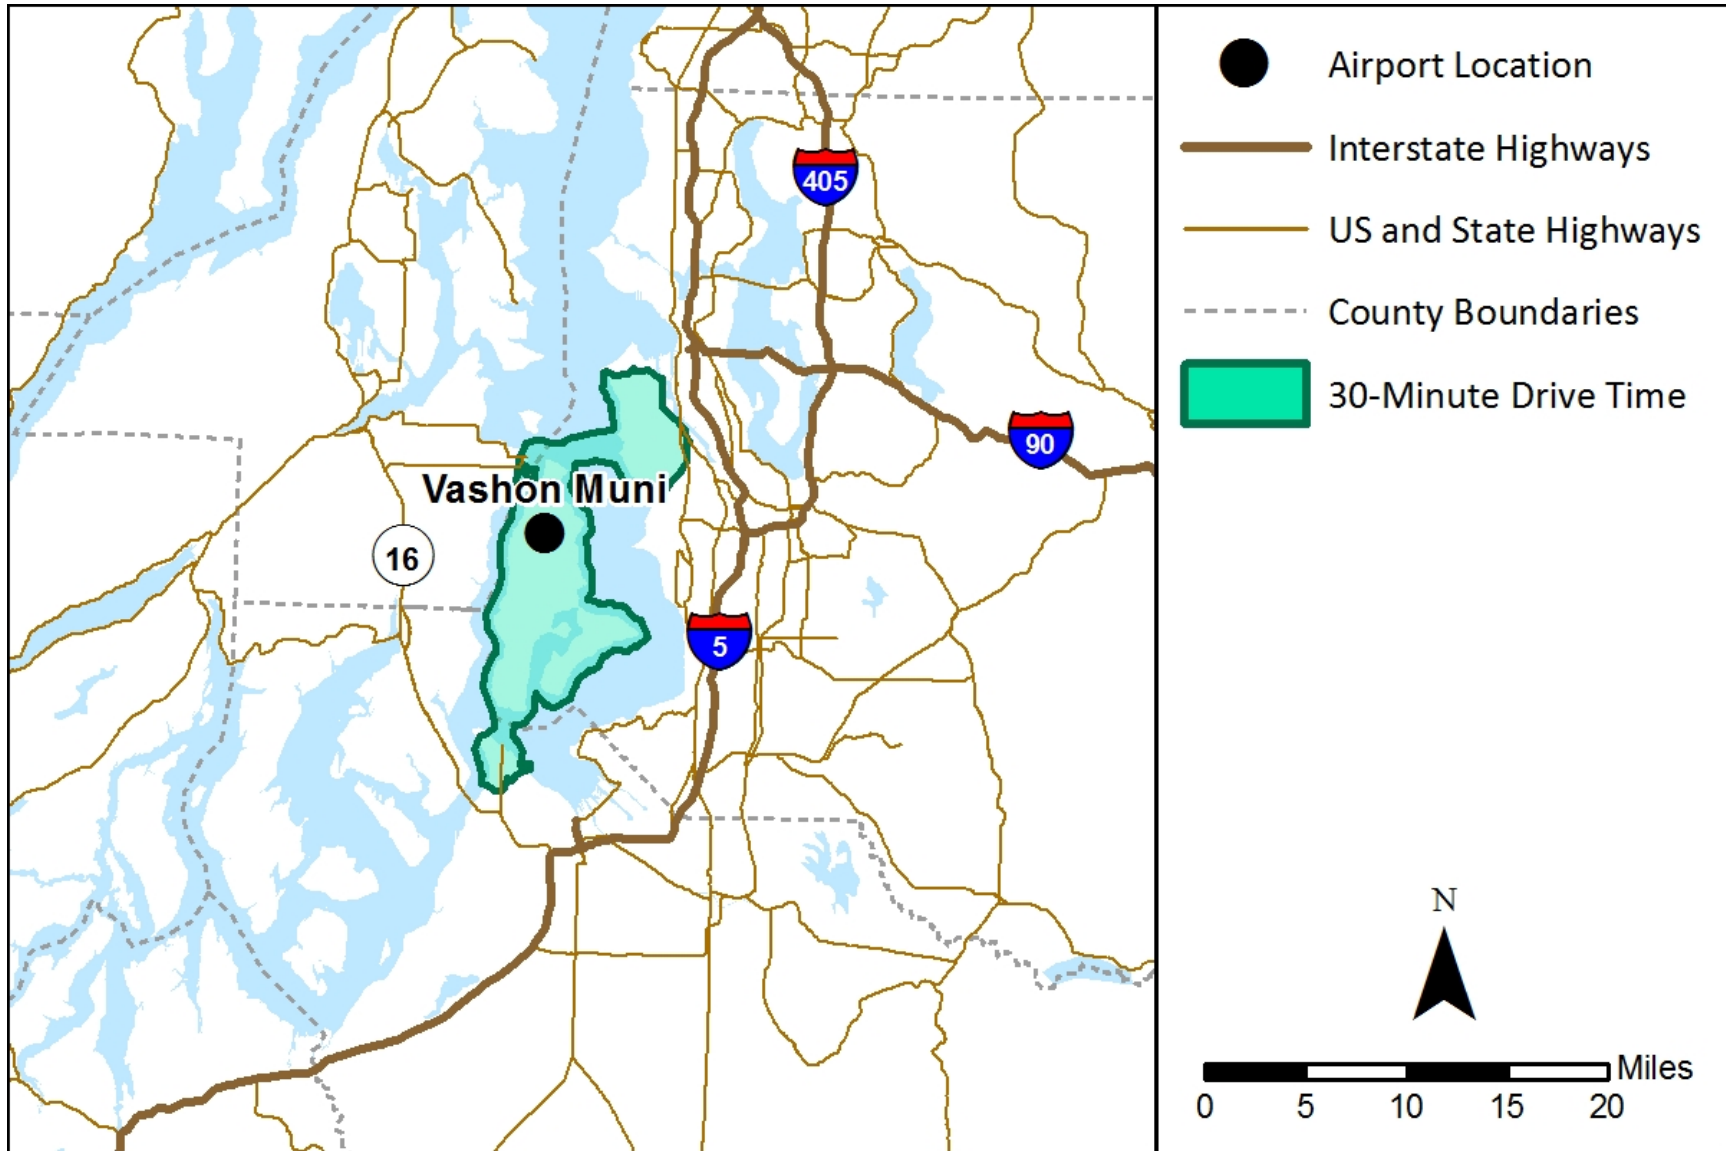 405
90
Vashon Muni
16
5
Airport Location
Interstate Highways
US and State Highways
County Boundaries
30-Minute Drive Time
N
Miles
0 5 10 15 20